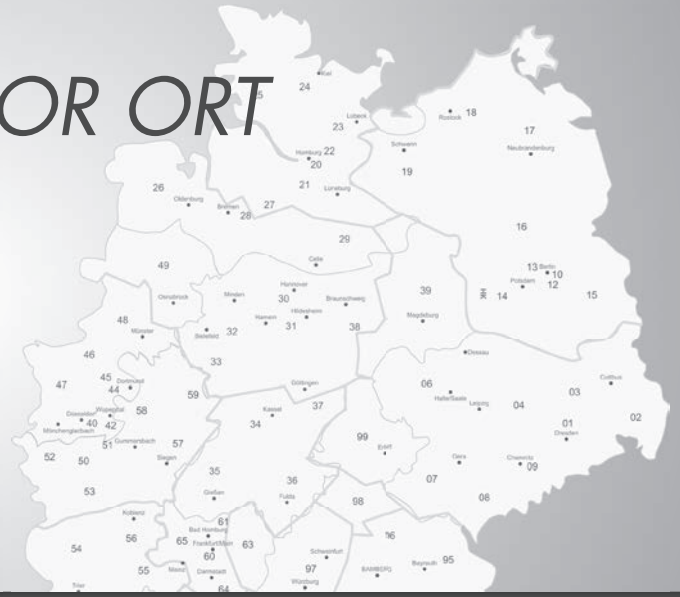 OR ORT
24
Kiel
25
Lübeck
23
Rostock
18
17
Neubrandenburg
Schwerin
19
Hamburg 22
20
21
Lüneburg
26
Oldenburg
Bremen
28
27
29
Celle
16
13 Berlin
10
12
Potsdam
14
15
49
Osnabrück
Minden
Hannover
30
Braunschweig
Hameln
Hildesheim
31
38
39
Magdeburg
48
Münster
Bielefeld
32
33
46
47
45
Dortmund
44
58
59
Göttingen
37
Kassel
34
Dessau
06
Halle/Saale
Leipzig
04
03
Cottbus
02
01
Dresden
Düsseldorf
40
Wuppertal
42
Mönchengladbach
51
Gummersbach
57
Siegen
52
50
53
99
Erfurt
Gera
Chemnitz
09
07
08
35
Gießen
36
Fulda
98
96
Koblenz
56
54
55
Trier
61
Bad Homburg
65
Frankfurt/Main
60
63
Mainz
Darmstadt
64
Schweinfurt
97
Würzburg
BAMBERG
Bayreuth
95